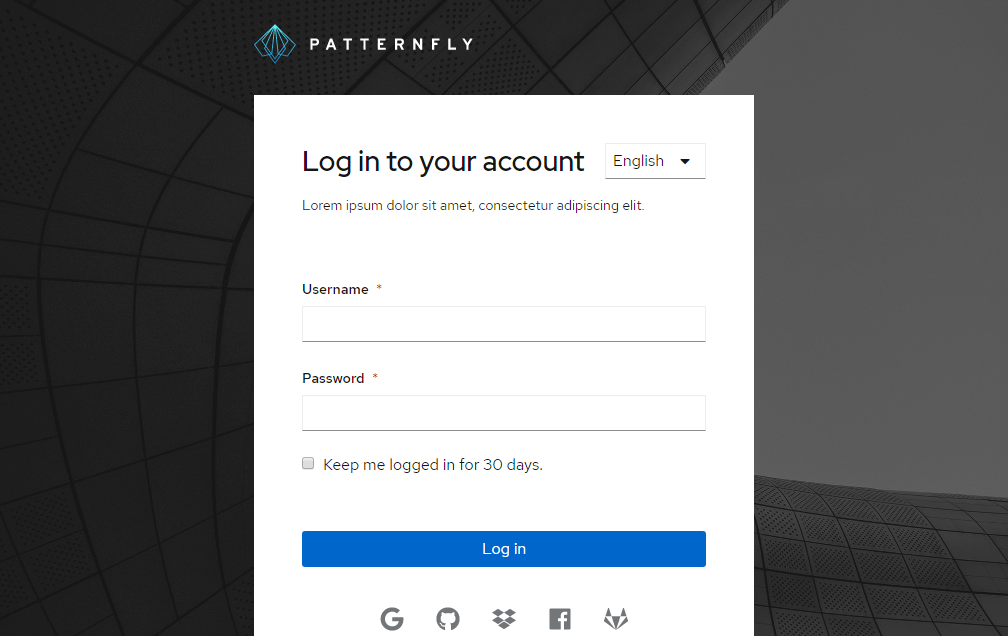 PATTERNFLY
Log in to your account
English
Lorem ipsum dolor sit amet, consectetur adipiscing elit.
Username *
Password *
Keep me logged in for 30 days.
Log in